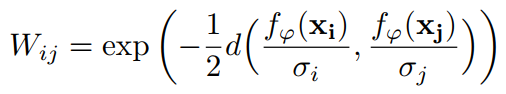 $W_{ij} = \exp\left(-\frac{1}{2}d\left(\frac{f_{\varphi}(\mathbf{x_i})}{\sigma_i}, \frac{f_{\varphi}(\mathbf{x_j})}{\sigma_j}\right)\right)$